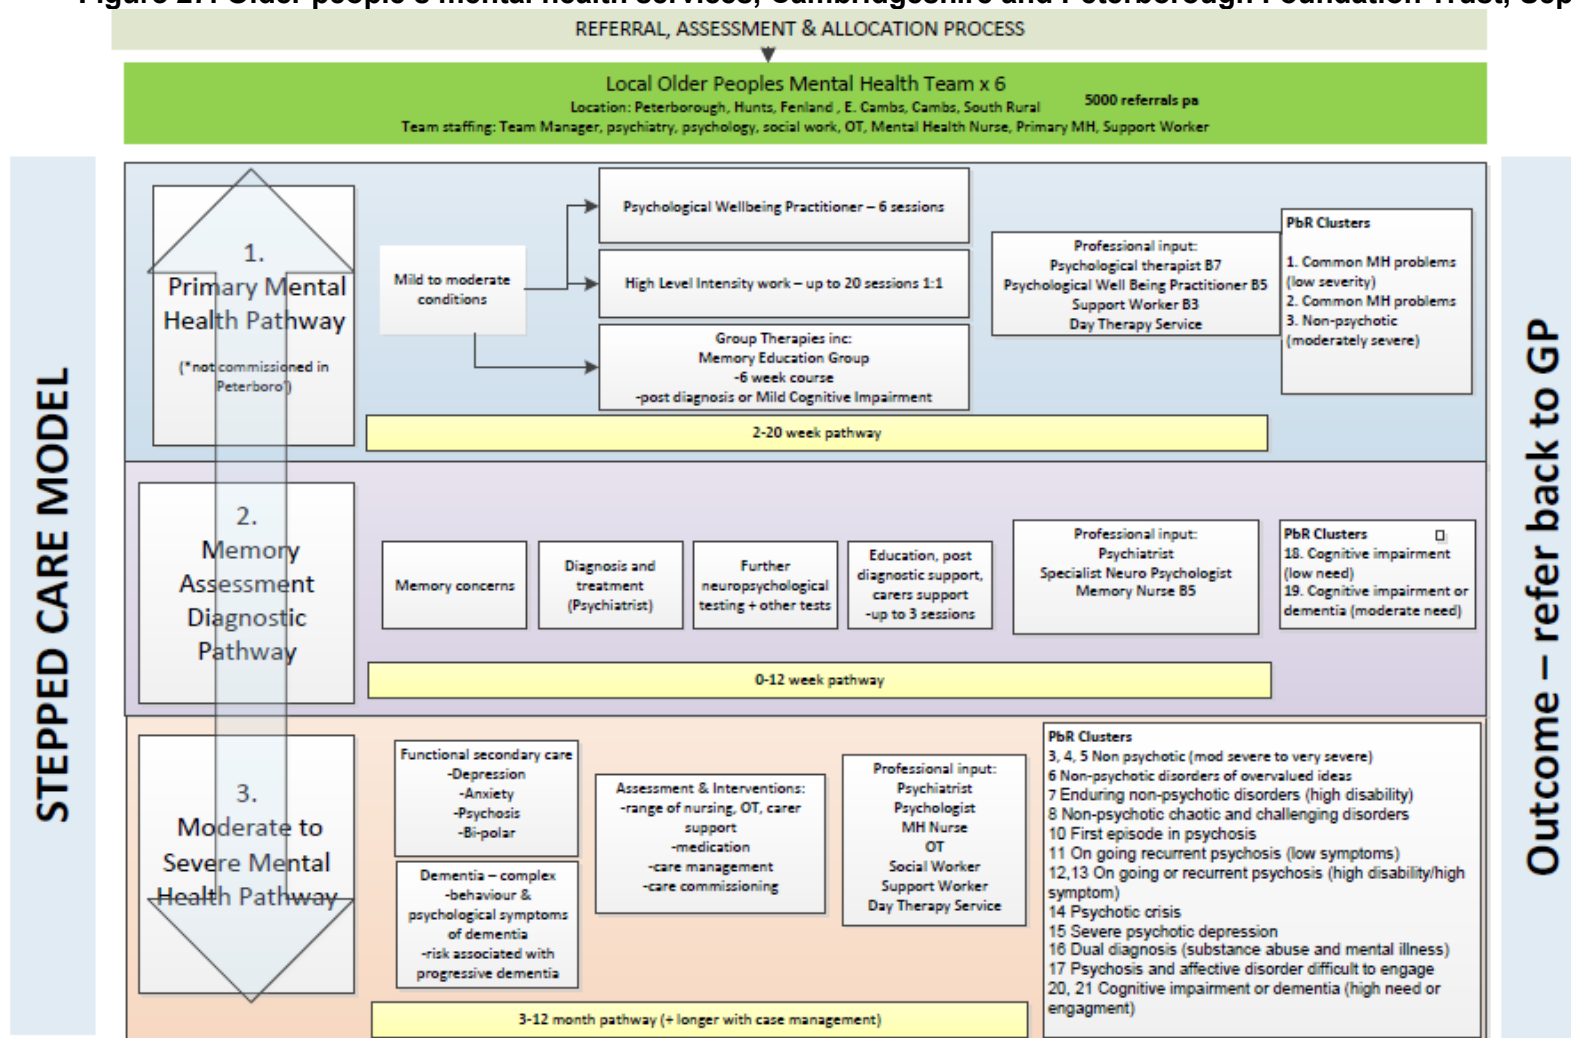 Figure 27: Older people's mental health services, Cambridgeshire and Peterborough Foundation Trust, Sep
REFERRAL, ASSESSMENT & ALLOCATION PROCESS
Local Older Peoples Mental Health Team x 6
Location: Peterborough, Hunts, Fenland , E. Cambs, Cambs, South Rural
5000 referrals pa
Team staffing: Team Manager, psychiatry, psychology, social work, OT, Mental Health Nurse, Primary MH, Support Worker
STEPPED CARE MODEL
1.
Primary Mental
Health Pathway
(*not commissioned in
Peterboro')
Mild to moderate
conditions
Psychological Wellbeing Practitioner – 6 sessions
High Level Intensity work – up to 20 sessions 1:1
Group Therapies inc:
Memory Education Group
-6 week course
-post diagnosis or Mild Cognitive Impairment
Professional input:
Psychological therapist B7
Psychological Well Being Practitioner B5
Support Worker B3
Day Therapy Service
PbR Clusters
1. Common MH problems
(low severity)
2. Common MH problems
3. Non-psychotic
(moderately severe)
2-20 week pathway
2.
Memory
Assessment
Diagnostic
Pathway
Memory concerns
Diagnosis and
treatment
(Psychiatrist)
Further
neuropsychological
testing + other tests
Education, post
diagnostic support,
carers support
-up to 3 sessions
Professional input:
Psychiatrist
Specialist Neuro Psychologist
Memory Nurse B5
PbR Clusters
18. Cognitive impairment
(low need)
19. Cognitive impairment or
dementia (moderate need)
0-12 week pathway
3.
Moderate to
Severe Mental
Health Pathway
Functional secondary care
-Depression
-Anxiety
-Psychosis
-Bi-polar
Dementia – complex
-behaviour &
psychological symptoms
of dementia
-risk associated with
progressive dementia
Assessment & Interventions:
-range of nursing, OT, carer
support
-medication
-care management
-care commissioning
Professional input:
Psychiatrist
Psychologist
MH Nurse
OT
Social Worker
Support Worker
Day Therapy Service
PbR Clusters
3, 4, 5 Non psychotic (mod severe to very severe)
6 Non-psychotic disorders of overvalued ideas
7 Enduring non-psychotic disorders (high disability)
8 Non-psychotic chaotic and challenging disorders
10 First episode in psychosis
11 On going recurrent psychosis (low symptoms)
12,13 On going or recurrent psychosis (high disability/high
symptom)
14 Psychotic crisis
15 Severe psychotic depression
16 Dual diagnosis (substance abuse and mental illness)
17 Psychosis and affective disorder difficult to engage
20, 21 Cognitive impairment or dementia (high need or
engagment)
3-12 month pathway (+ longer with case management)
Outcome – refer back to GP